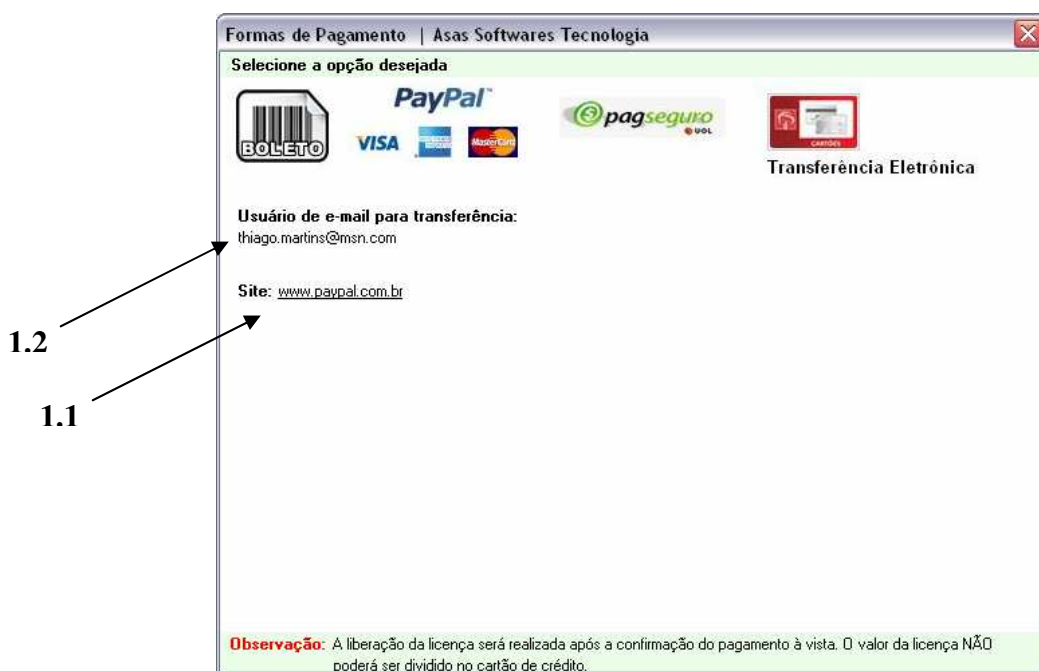 Formas de Pagamento | Asas Softwares Tecnologia
Selecione a opção desejada
BOLETO
PayPal
VISA
MasterCard
pagseguro
UOL
CARTÕES
Transferência Eletrônica
Usuário de e-mail para transferência:
thiago.martins@msn.com
Site: www.paypal.com.br
1.2
1.1
Observação: A liberação da licença será realizada após a confirmação do pagamento à vista. O valor da licença NÃO
poderá ser dividido no cartão de crédito.